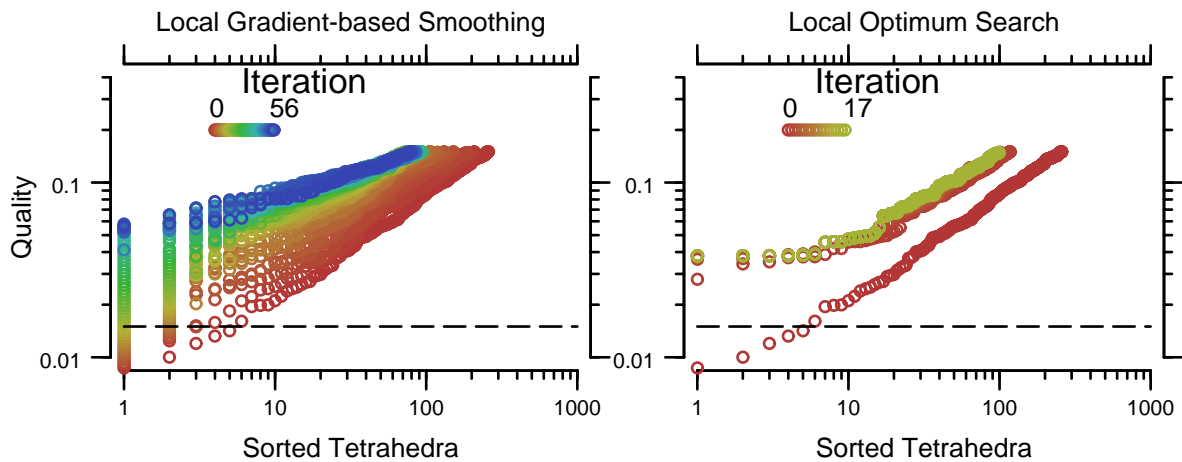 Local Gradient-based Smoothing
Local Optimum Search
Iteration
0 56
Iteration
0 17
Quality
0.1
0.01
0.1
0.01
1 10 100 1000
1 10 100 1000
Sorted Tetrahedra
Sorted Tetrahedra